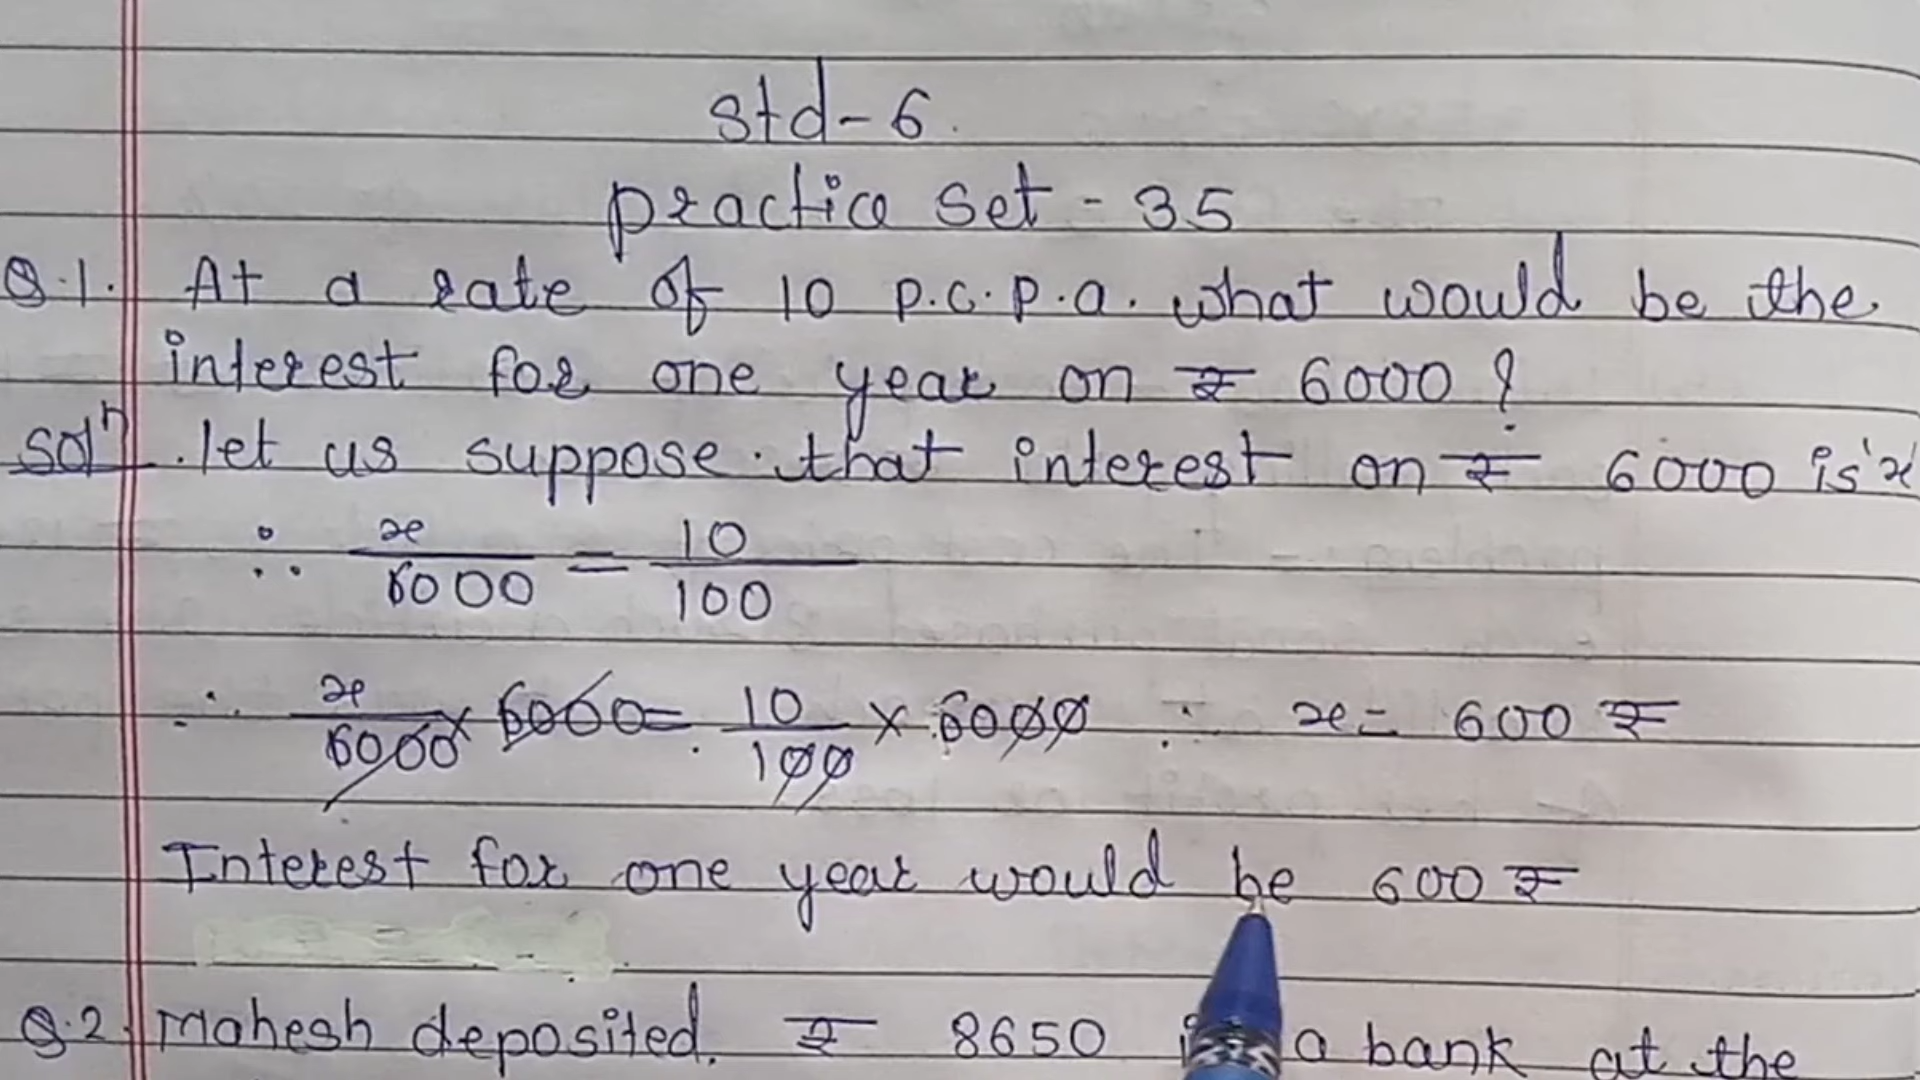 std-6.
practice set - 35
Q.1. At a rate of 10 p.c.p.a. what would be the
interest for one year on ₹ 6000 ?
solⁿ. let us suppose that interest on ₹ 6000 is 'x'
∴ x/6000 = 10/100
∴ x/6000 × 6000 = 10/100 × 6000 ∴ x = 600 ₹
Interest for one year would be 600 ₹
Q.2. Mahesh deposited. ₹ 8650 in a bank at the